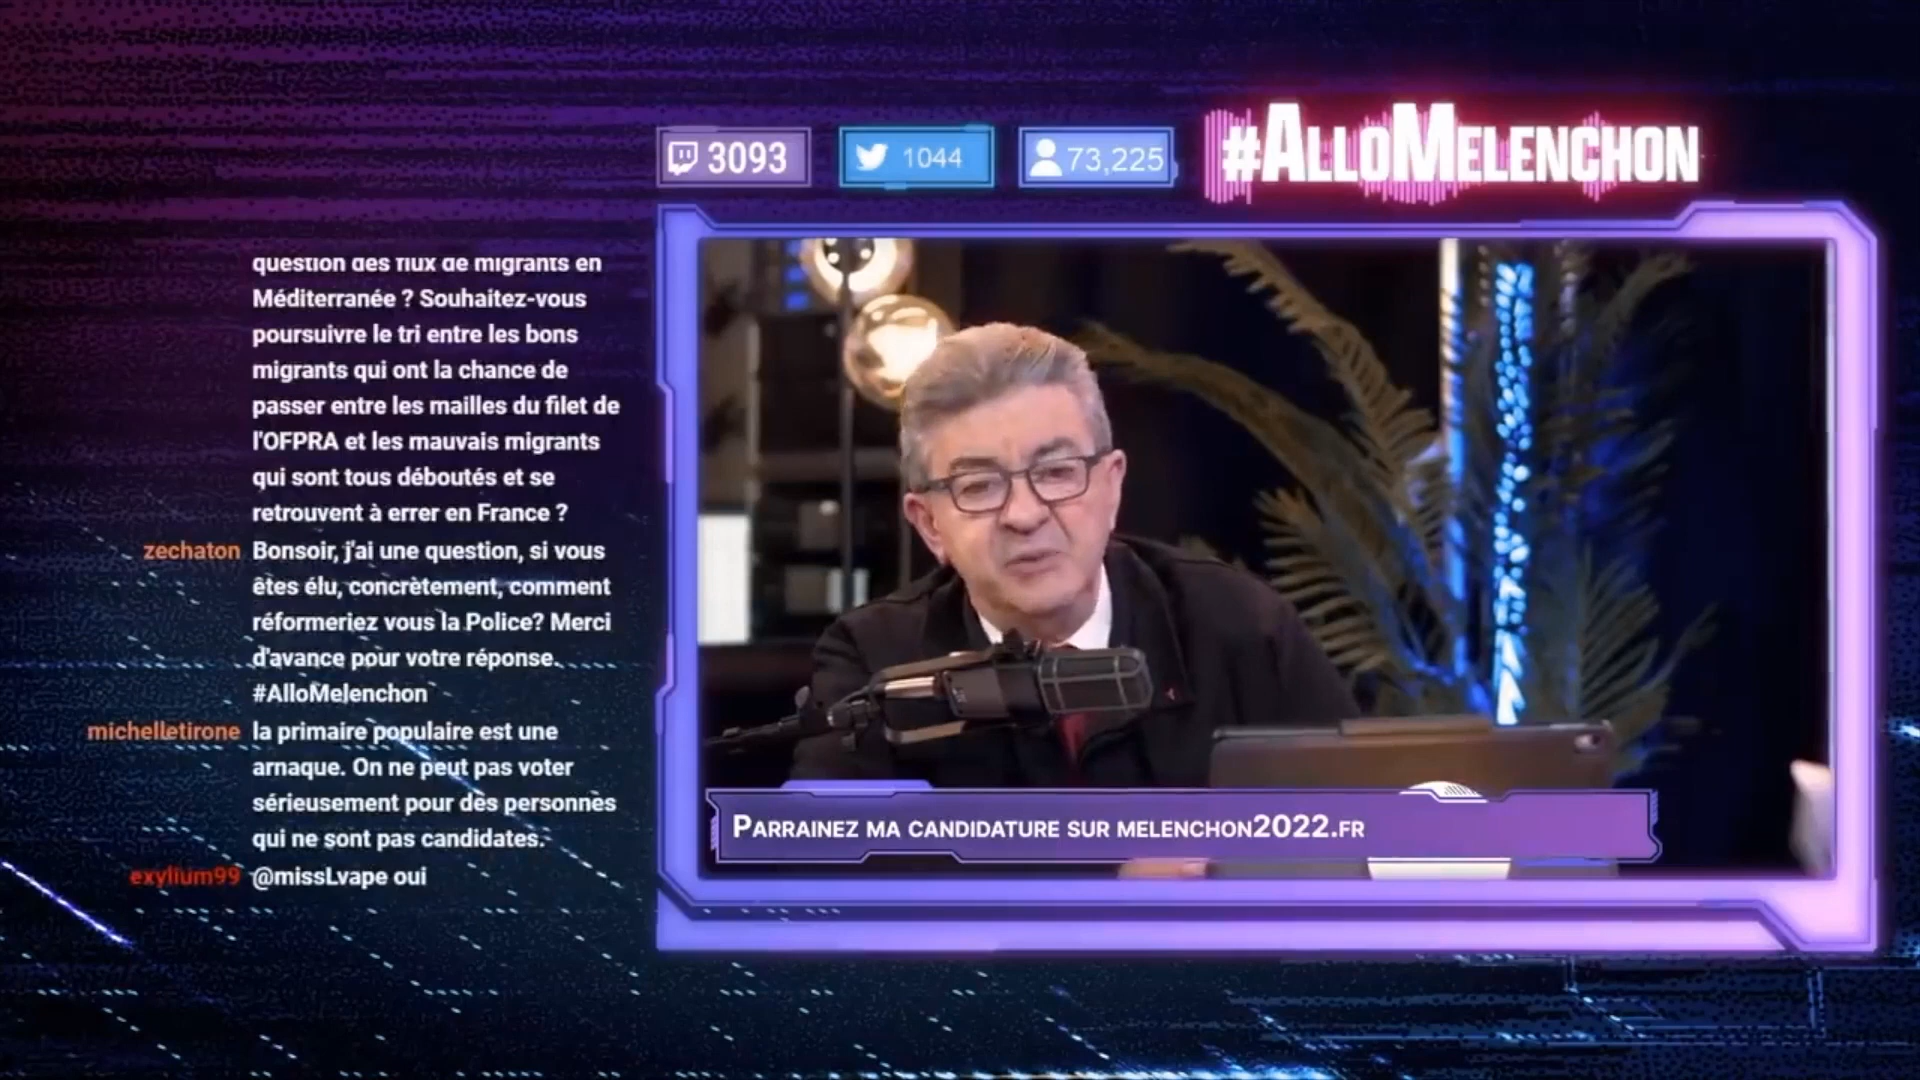 3093
1044
73,225
#ALLOMELENCHON
question des flux de migrants en
Méditerranée ? Souhaitez-vous
poursuivre le tri entre les bons
migrants qui ont la chance de
passer entre les mailles du filet de
l'OFPRA et les mauvais migrants
qui sont tous déboutés et se
retrouvent à errer en France ?
zechaton Bonsoir, j'ai une question, si vous
êtes élu, concrètement, comment
réformeriez vous la Police? Merci
d'avance pour votre réponse.
#AlloMelenchon
michelletirone la primaire populaire est une
arnaque. On ne peut pas voter
sérieusement pour des personnes
qui ne sont pas candidates.
exylium99 @missLvape oui
PARRAINEZ MA CANDIDATURE SUR MELENCHON2022.FR